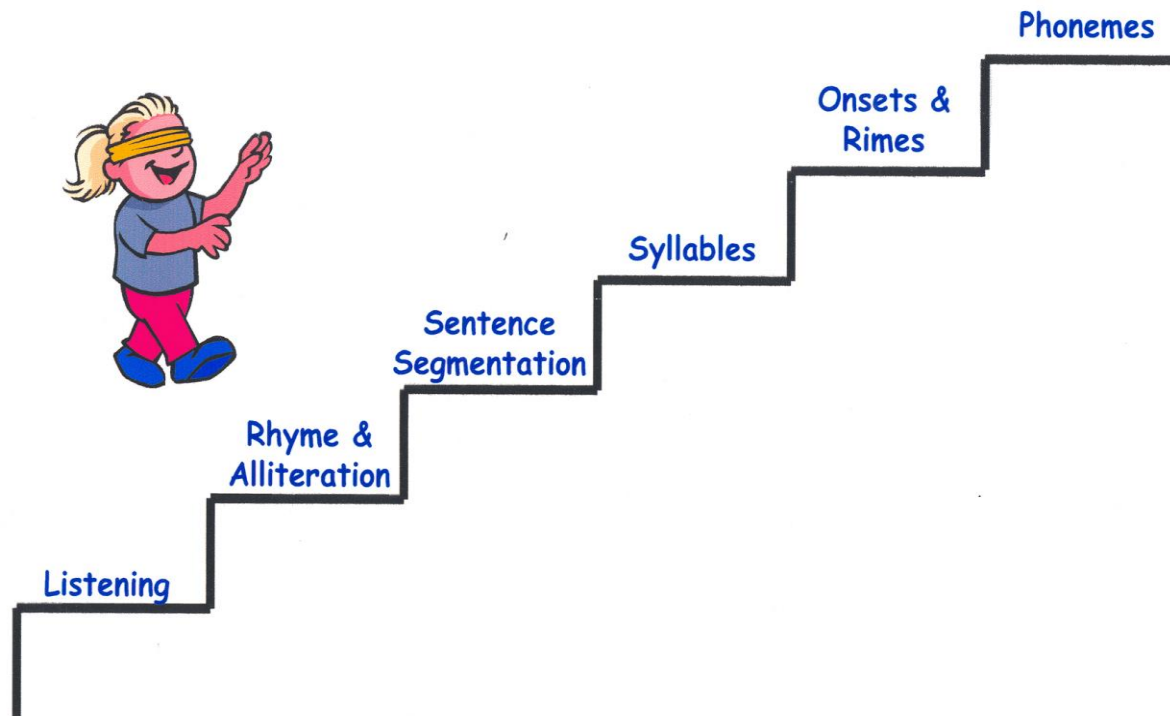 Phonemes
Onsets &
Rimes
Syllables
Sentence
Segmentation
Rhyme &
Alliteration
Listening